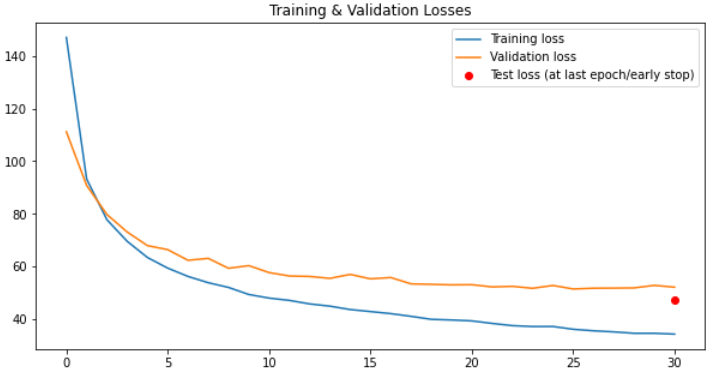 Training & Validation Losses
Training loss
Validation loss
Test loss (at last epoch/early stop)
140
120
100
80
60
40
0 5 10 15 20 25 30